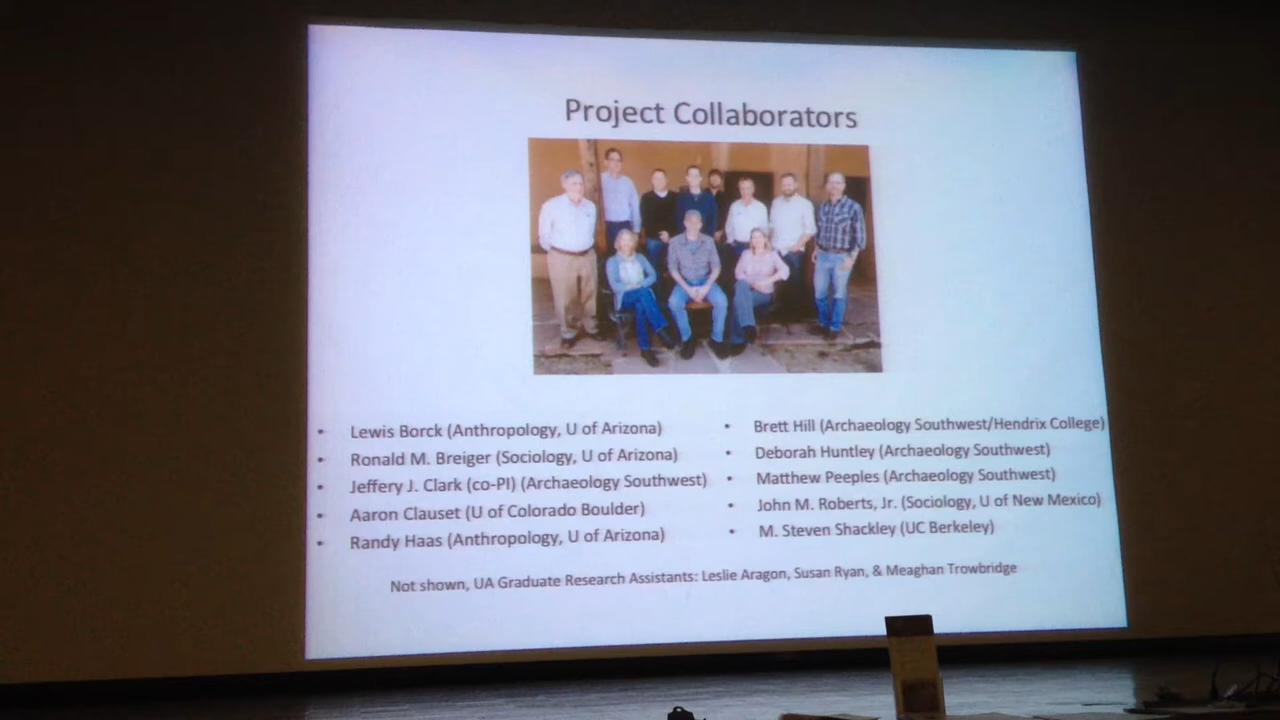 Project Collaborators
• Lewis Borck (Anthropology, U of Arizona)
• Ronald M. Breiger (Sociology, U of Arizona)
• Jeffery J. Clark (co-PI) (Archaeology Southwest)
• Aaron Clauset (U of Colorado Boulder)
• Randy Haas (Anthropology, U of Arizona)
• Brett Hill (Archaeology Southwest/Hendrix College)
• Deborah Huntley (Archaeology Southwest)
• Matthew Peeples (Archaeology Southwest)
• John M. Roberts, Jr. (Sociology, U of New Mexico)
• M. Steven Shackley (UC Berkeley)
Not shown, UA Graduate Research Assistants: Leslie Aragon, Susan Ryan, & Meaghan Trowbridge